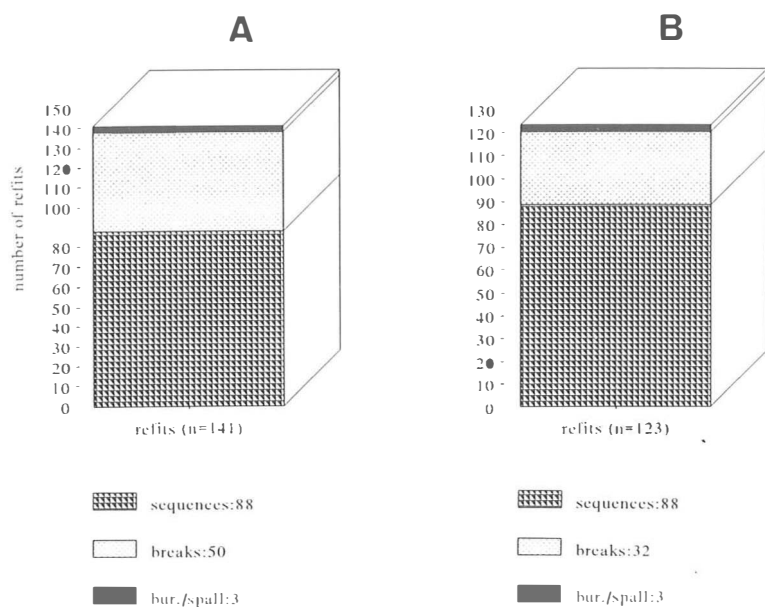 A
B
number of refits
150
140
130
120
110
100
80
70
60
50
40
30
20
10
0
refits (n=141)
130
120
110
100
90
80
70
60
50
40
30
20
10
0
refits (n=123)
sequences:88
breaks:50
bur./spall:3
sequences:88
breaks:32
bur./spall:3